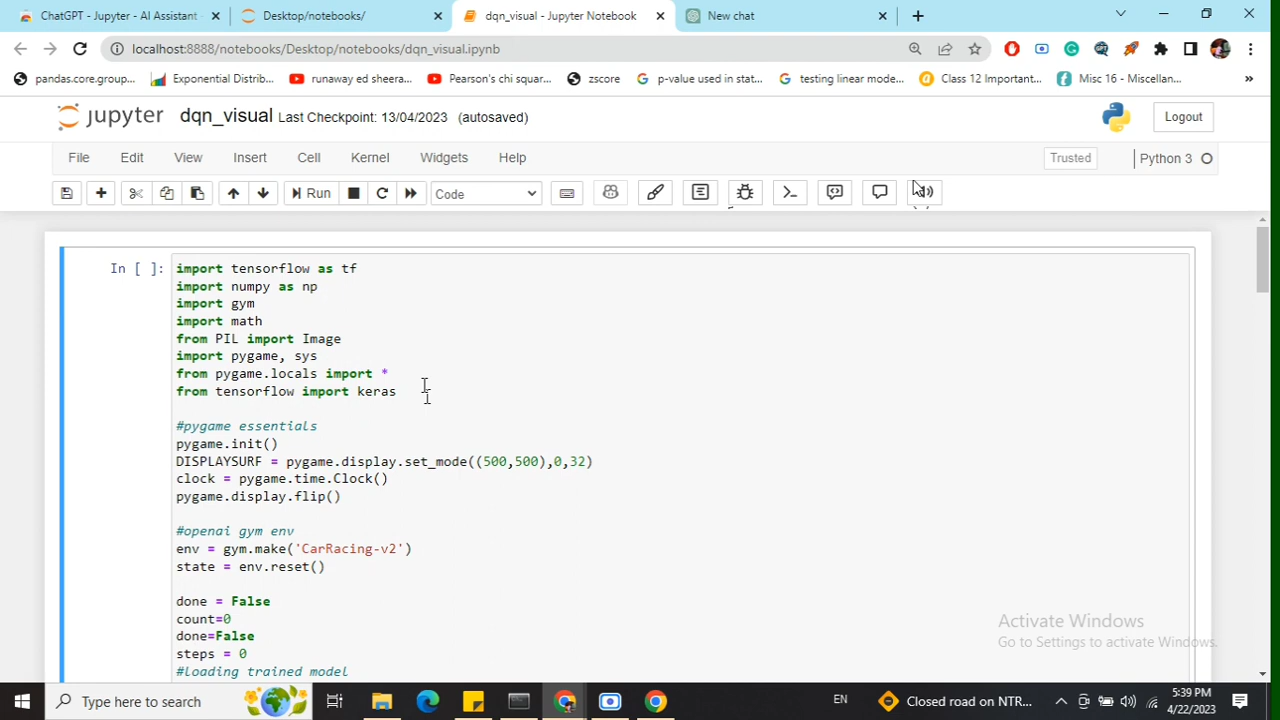 ChatGPT - Jupyter - AI Assistant
Desktop/notebooks/
dqn_visual - Jupyter Notebook
New chat
localhost:8888/notebooks/Desktop/notebooks/dqn_visual.ipynb
pandas.core.group...
Exponential Distrib...
runaway ed sheera...
Pearson's chi squar...
zscore
p-value used in stat...
testing linear mode...
Class 12 Important...
Misc 16 - Miscellan...
»
jupyter dqn_visual Last Checkpoint: 13/04/2023 (autosaved)
Logout
File Edit View Insert Cell Kernel Widgets Help
Trusted
Python 3
Run
Code
In [ ]:
import tensorflow as tf
import numpy as np
import gym
import math
from PIL import Image
import pygame, sys
from pygame.locals import *
from tensorflow import keras
#pygame essentials
pygame.init()
DISPLAYSURF = pygame.display.set_mode((500,500),0,32)
clock = pygame.time.Clock()
pygame.display.flip()
#openai gym env
env = gym.make('CarRacing-v2')
state = env.reset()
done = False
count=0
done=False
steps = 0
#loading trained model
Activate Windows
Go to Settings to activate Windows.
Type here to search
EN
Closed road on NTR...
5:39 PM
4/22/2023